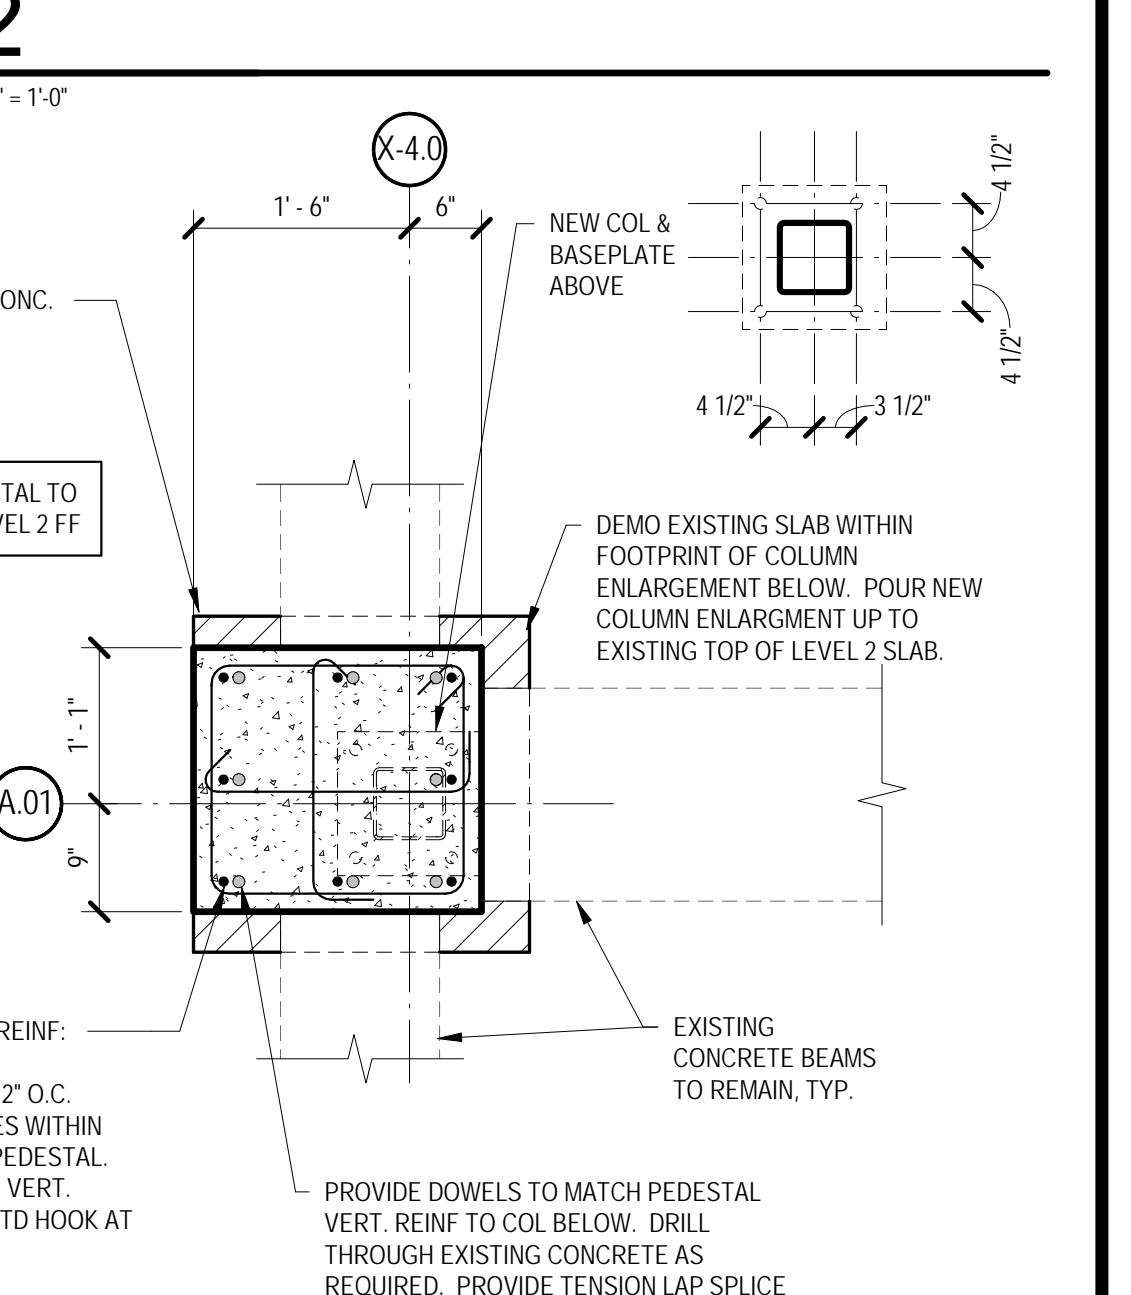 2
" = 1'-0"
X-4.0
1' - 6"
6"
NEW COL &
BASEPLATE
ABOVE
4 1/2"
4 1/2"
4 1/2"
3 1/2"
ONC.
TAL TO
VEL 2 FF
DEMO EXISTING SLAB WITHIN
FOOTPRINT OF COLUMN
ENLARGEMENT BELOW. POUR NEW
COLUMN ENLARGMENT UP TO
EXISTING TOP OF LEVEL 2 SLAB.
1' - 1"
A.01
9"
REINF:
2" O.C.
ES WITHIN
PEDESTAL.
VERT.
TD HOOK AT
EXISTING
CONCRETE BEAMS
TO REMAIN, TYP.
PROVIDE DOWELS TO MATCH PEDESTAL
VERT. REINF TO COL BELOW. DRILL
THROUGH EXISTING CONCRETE AS
REQUIRED. PROVIDE TENSION LAP SPLICE